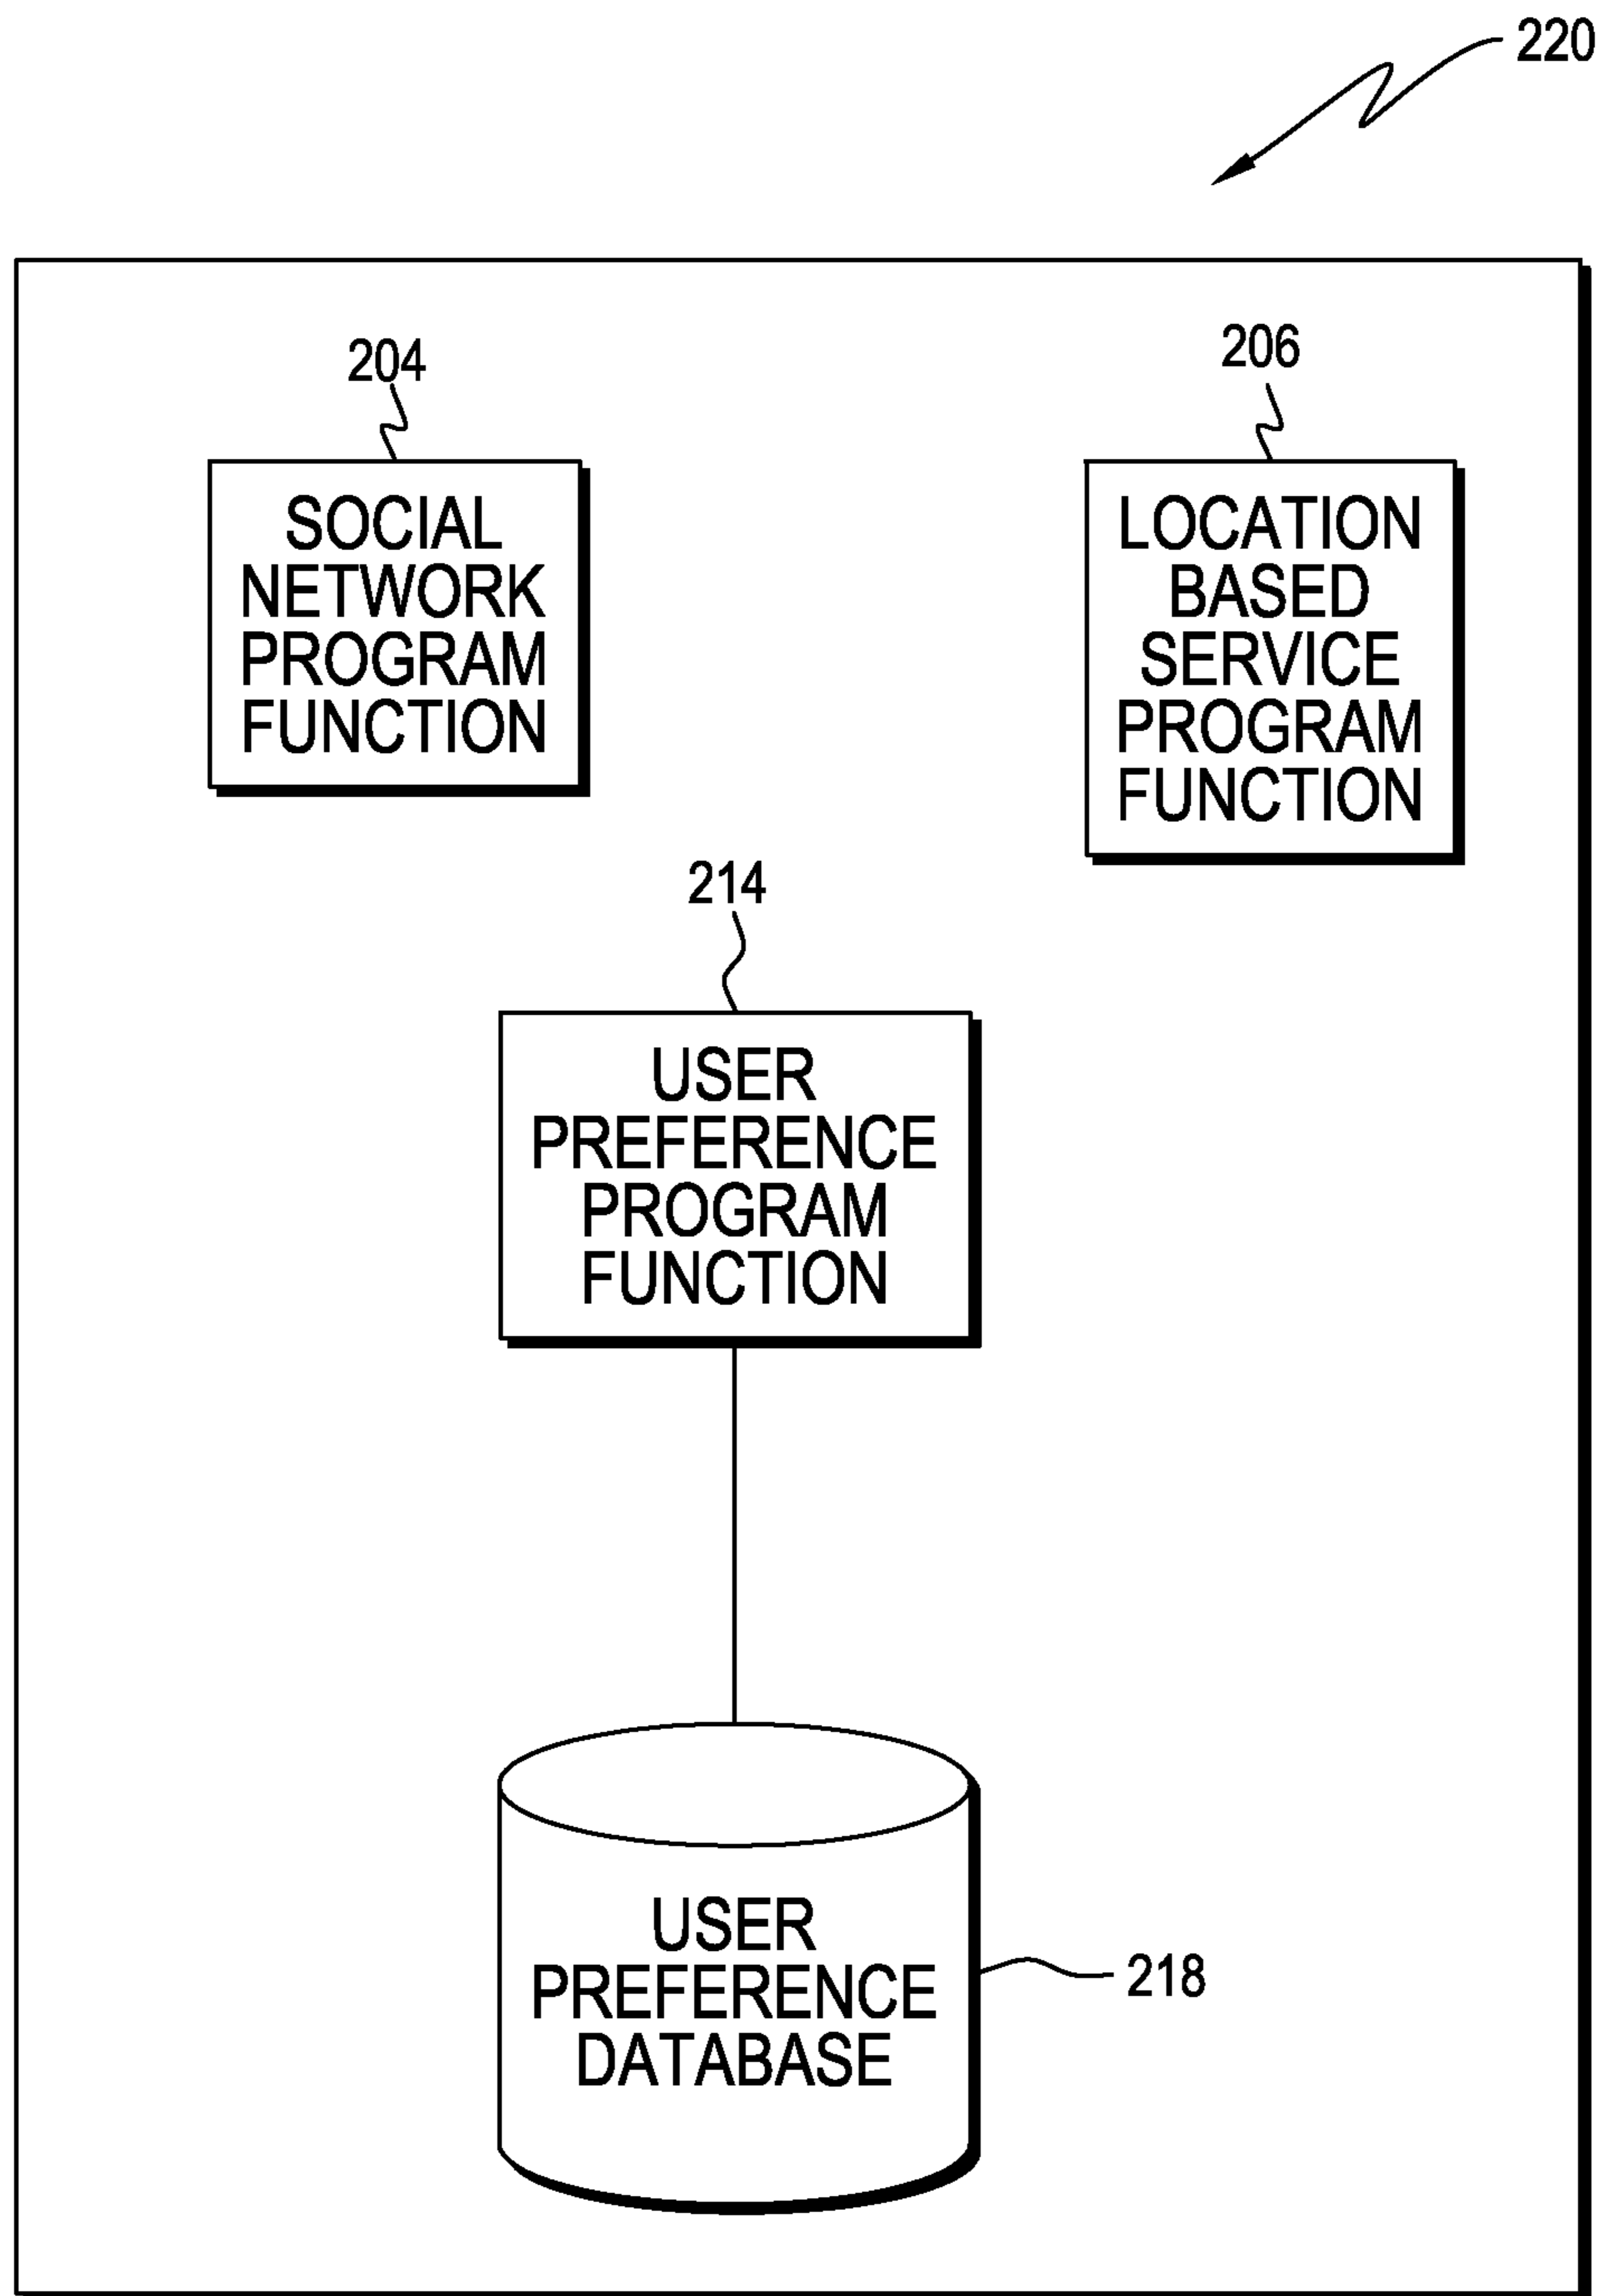 220
204
206
SOCIAL
NETWORK
PROGRAM
FUNCTION
LOCATION
BASED
SERVICE
PROGRAM
FUNCTION
214
USER
PREFERENCE
PROGRAM
FUNCTION
USER
PREFERENCE
DATABASE
218